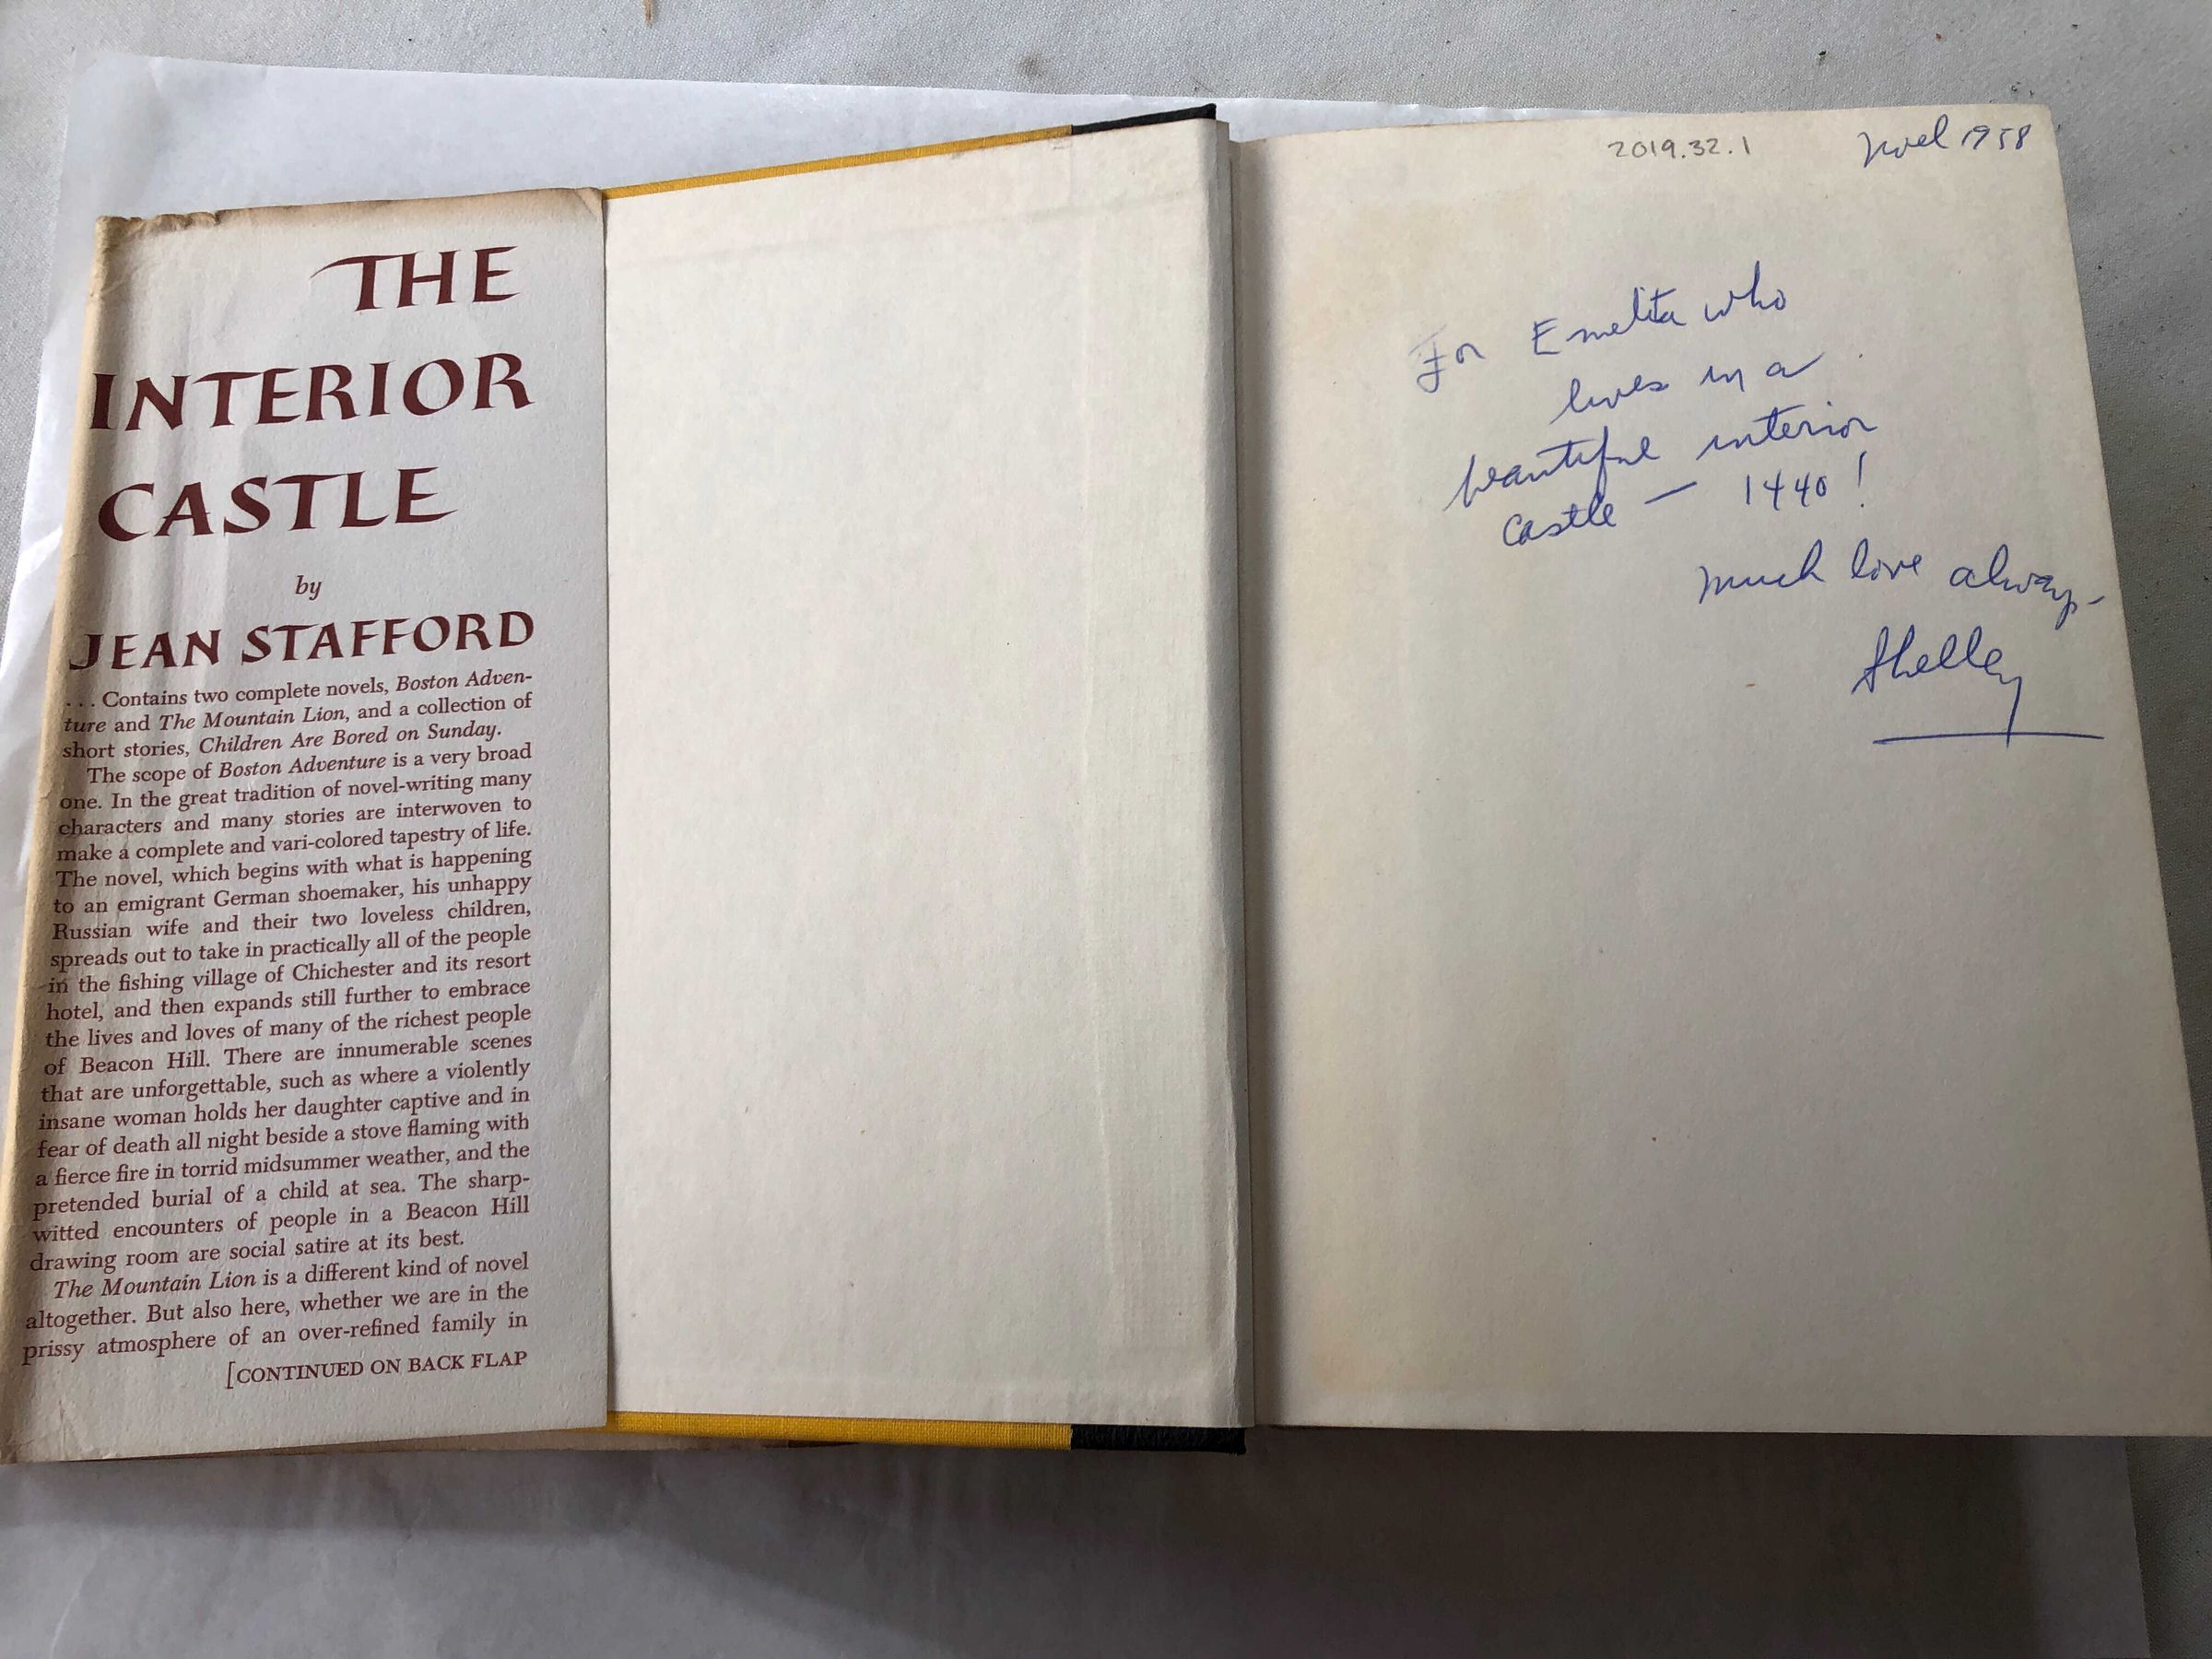 THE
INTERIOR
CASTLE
by
JEAN STAFFORD
. . . Contains two complete novels, Boston Adven-
ture and The Mountain Lion, and a collection of
short stories, Children Are Bored on Sunday.
The scope of Boston Adventure is a very broad
one. In the great tradition of novel-writing many
characters and many stories are interwoven to
make a complete and vari-colored tapestry of life.
The novel, which begins with what is happening
to an emigrant German shoemaker, his unhappy
Russian wife and their two loveless children,
spreads out to take in practically all of the people
in the fishing village of Chichester and its resort
hotel, and then expands still further to embrace
the lives and loves of many of the richest people
of Beacon Hill. There are innumerable scenes
that are unforgettable, such as where a violently
insane woman holds her daughter captive and in
fear of death all night beside a stove flaming with
a fierce fire in torrid midsummer weather, and the
pretended burial of a child at sea. The sharp-
witted encounters of people in a Beacon Hill
drawing room are social satire at its best.
The Mountain Lion is a different kind of novel
altogether. But also here, whether we are in the
prissy atmosphere of an over-refined family in
[CONTINUED ON BACK FLAP
2019.32.1
Noel 1958
For Emelita who
lives in a
beautiful interior
castle — 1440!
Much love always-
Shelley